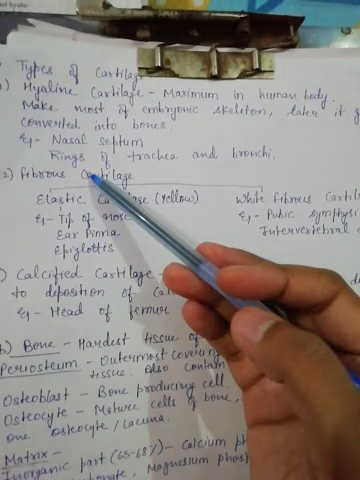 Types of Cartilage
1) Hyaline Cartilage - Maximum in human body.
Make most of embryonic skeleton, later it g
converted into bones.
Eg - Nasal septum
Rings of trachea and bronchi.
(2) Fibrous Cartilage
Elastic Cartilage (Yellow)
White Fibrous Cartil
Eg - Tip of nose
Ear Pinna
Epiglottis
Eg - Pubic symphysi
Intervertebral d
) Calcified Cartilage -
to deposition of cal
Eg - Head of femur
b) Bone - Hardest tissue of
Periosteum - Outermost covering
tissue. Also contain
Osteoblast - Bone producing cell.
Osteocyte - Mature cells of bone,
one osteocyte / lacuna.
Matrix -
Inorganic part (65-68%) - Calcium ph
bonate, Magnesium phos